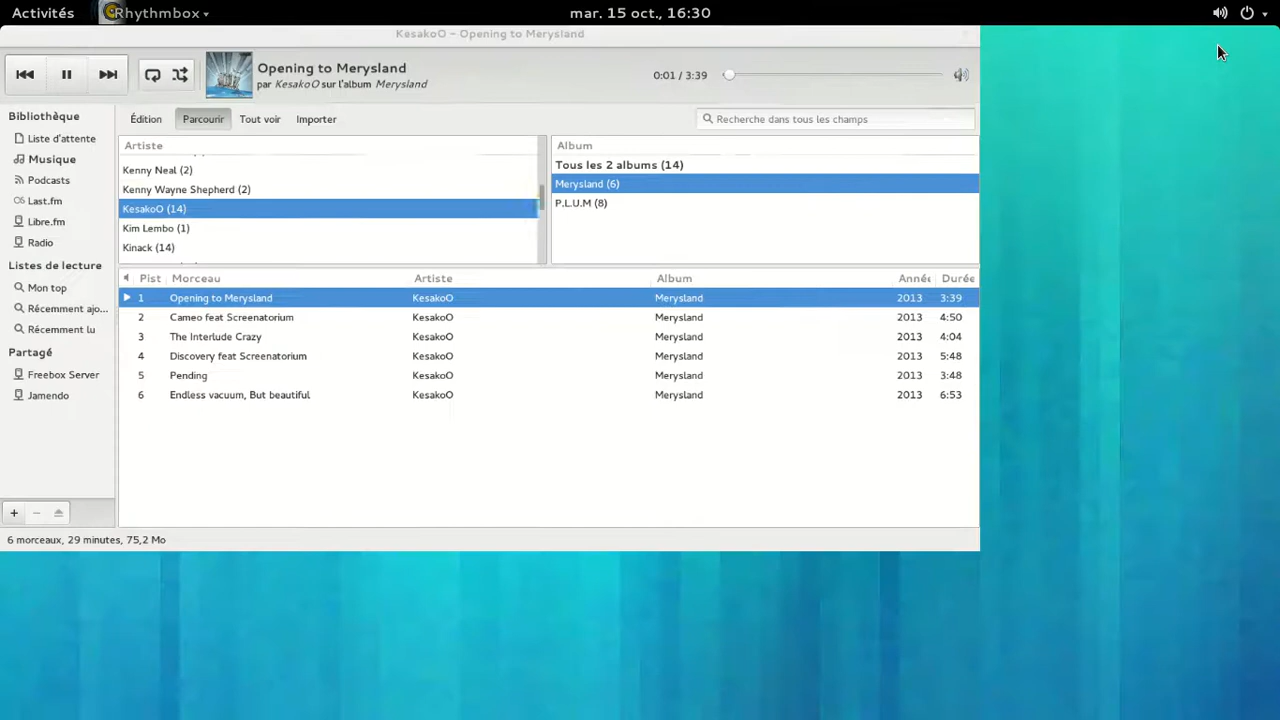 Activités Rhythmbox mar. 15 oct., 16:30
KesakoO – Opening to Merysland
Opening to Merysland
par KesakoO sur l'album Merysland
0:01 / 3:39
Édition Parcourir Tout voir Importer Recherche dans tous les champs
Bibliothèque
Liste d'attente
Musique
Podcasts
Last.fm
Libre.fm
Radio
Listes de lecture
Mon top
Récemment ajo...
Récemment lu
Partagé
Freebox Server
Jamendo
Artiste
Kenny Neal (2)
Kenny Wayne Shepherd (2)
KesakoO (14)
Kim Lembo (1)
Kinack (14)
Album
Tous les 2 albums (14)
Merysland (6)
P.L.U.M (8)
Pist Morceau Artiste Album Année Durée
1 Opening to Merysland KesakoO Merysland 2013 3:39
2 Cameo feat Screenatorium KesakoO Merysland 2013 4:50
3 The Interlude Crazy KesakoO Merysland 2013 4:04
4 Discovery feat Screenatorium KesakoO Merysland 2013 5:48
5 Pending KesakoO Merysland 2013 3:48
6 Endless vacuum, But beautiful KesakoO Merysland 2013 6:53
6 morceaux, 29 minutes, 75,2 Mo